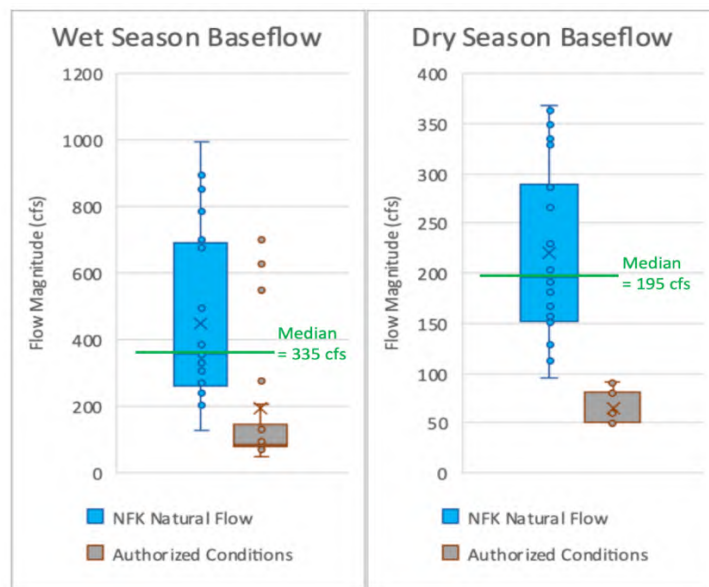 Wet Season Baseflow
1200
1000
800
600
400
200
0
Flow Magnitude (cfs)
Median
= 335 cfs
NFK Natural Flow
Authorized Conditions
Dry Season Baseflow
400
350
300
250
200
150
100
50
0
Flow Magnitude (cfs)
Median
= 195 cfs
NFK Natural Flow
Authorized Conditions